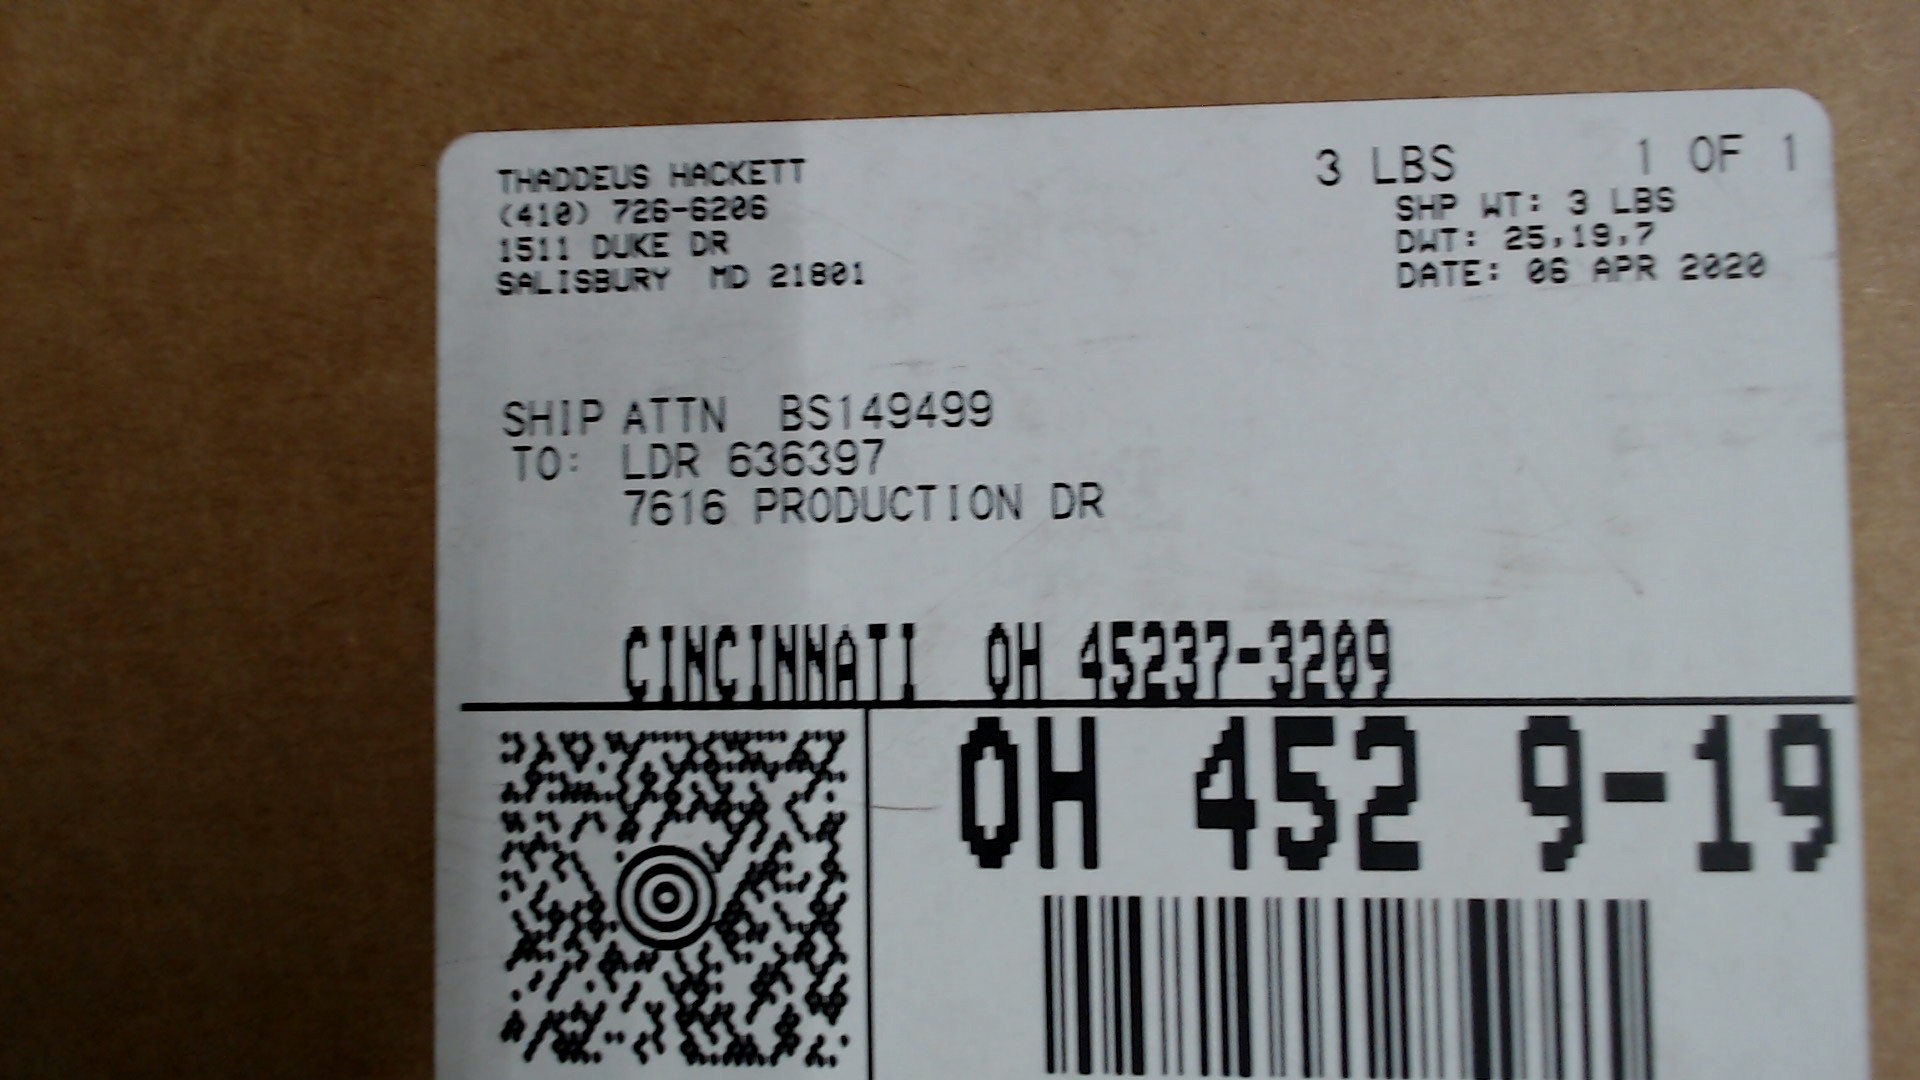 THADDEUS HACKETT
(410) 726-6206
1511 DUKE DR
SALISBURY MD 21801
3 LBS 1 OF 1
SHP WT: 3 LBS
DWT: 25,19,7
DATE: 06 APR 2020
SHIP ATTN BS149499
TO: LDR 636397
7616 PRODUCTION DR
CINCINNATI OH 45237-3209
OH 452 9-19